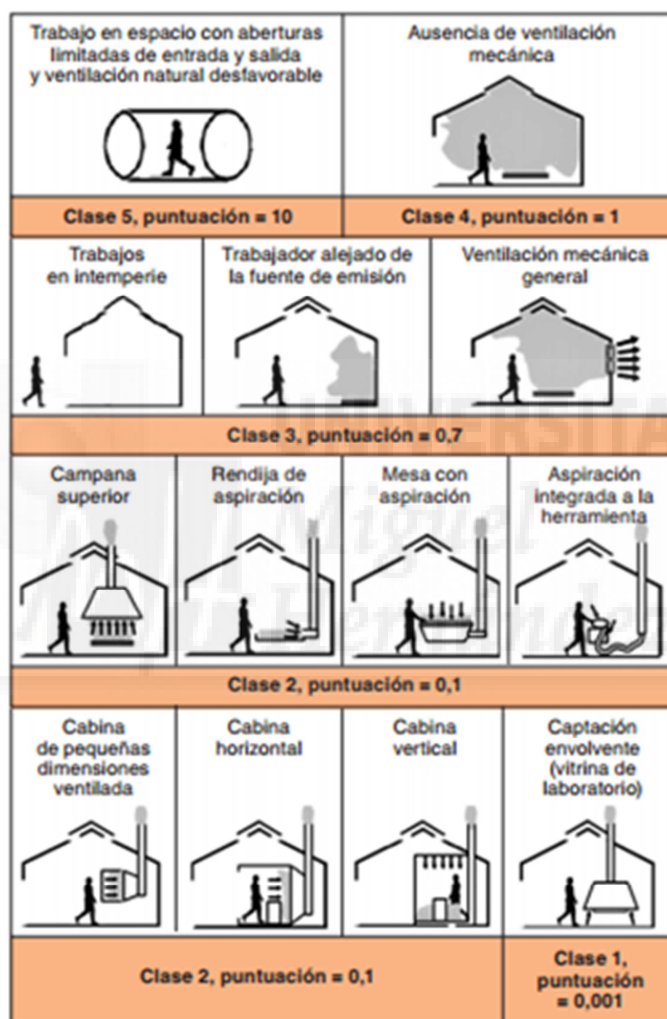 Trabajo en espacio con aberturas
limitadas de entrada y salida
y ventilación natural desfavorable
Ausencia de ventilación
mecánica
Clase 5, puntuación = 10
Clase 4, puntuación = 1
Trabajos
en intemperie
Trabajador alejado de
la fuente de emisión
Ventilación mecánica
general
UNIVERSITA
Clase 3, puntuación = 0,7
Campana
superior
Rendija de
aspiración
Mesa con
aspiración
Aspiración
integrada a la
herramienta
Miguel
Hernández
Clase 2, puntuación = 0,1
Cabina
de pequeñas
dimensiones
ventilada
Cabina
horizontal
Cabina
vertical
Captación
envolvente
(vitrina de
laboratorio)
Clase 2, puntuación = 0,1
Clase 1,
puntuación
= 0,001